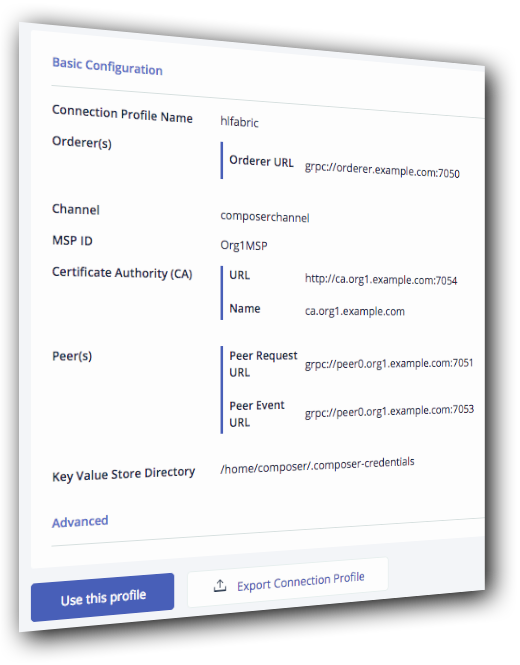 Basic Configuration
Connection Profile Name hlfabric
Orderer(s) Orderer URL grpc://orderer.example.com:7050
Channel composerchannel
MSP ID Org1MSP
Certificate Authority (CA) URL http://ca.org1.example.com:7054
Name ca.org1.example.com
Peer(s) Peer Request URL grpc://peer0.org1.example.com:7051
Peer Event URL grpc://peer0.org1.example.com:7053
Key Value Store Directory /home/composer/.composer-credentials
Advanced
Use this profile Export Connection Profile